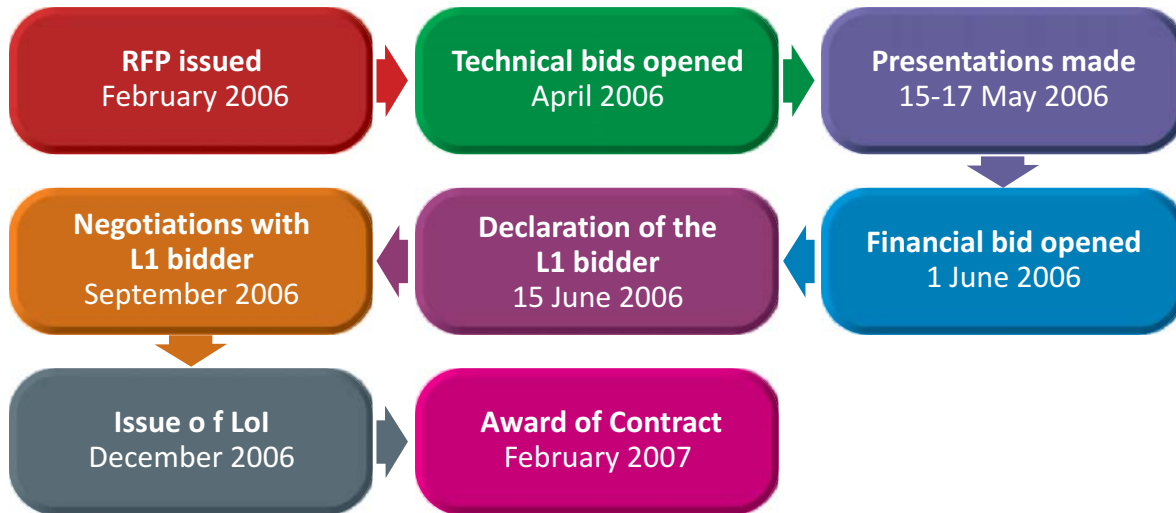 RFP issued
February 2006
Technical bids opened
April 2006
Presentations made
15-17 May 2006
Financial bid opened
1 June 2006
Declaration of the
L1 bidder
15 June 2006
Negotiations with
L1 bidder
September 2006
Issue o f LoI
December 2006
Award of Contract
February 2007